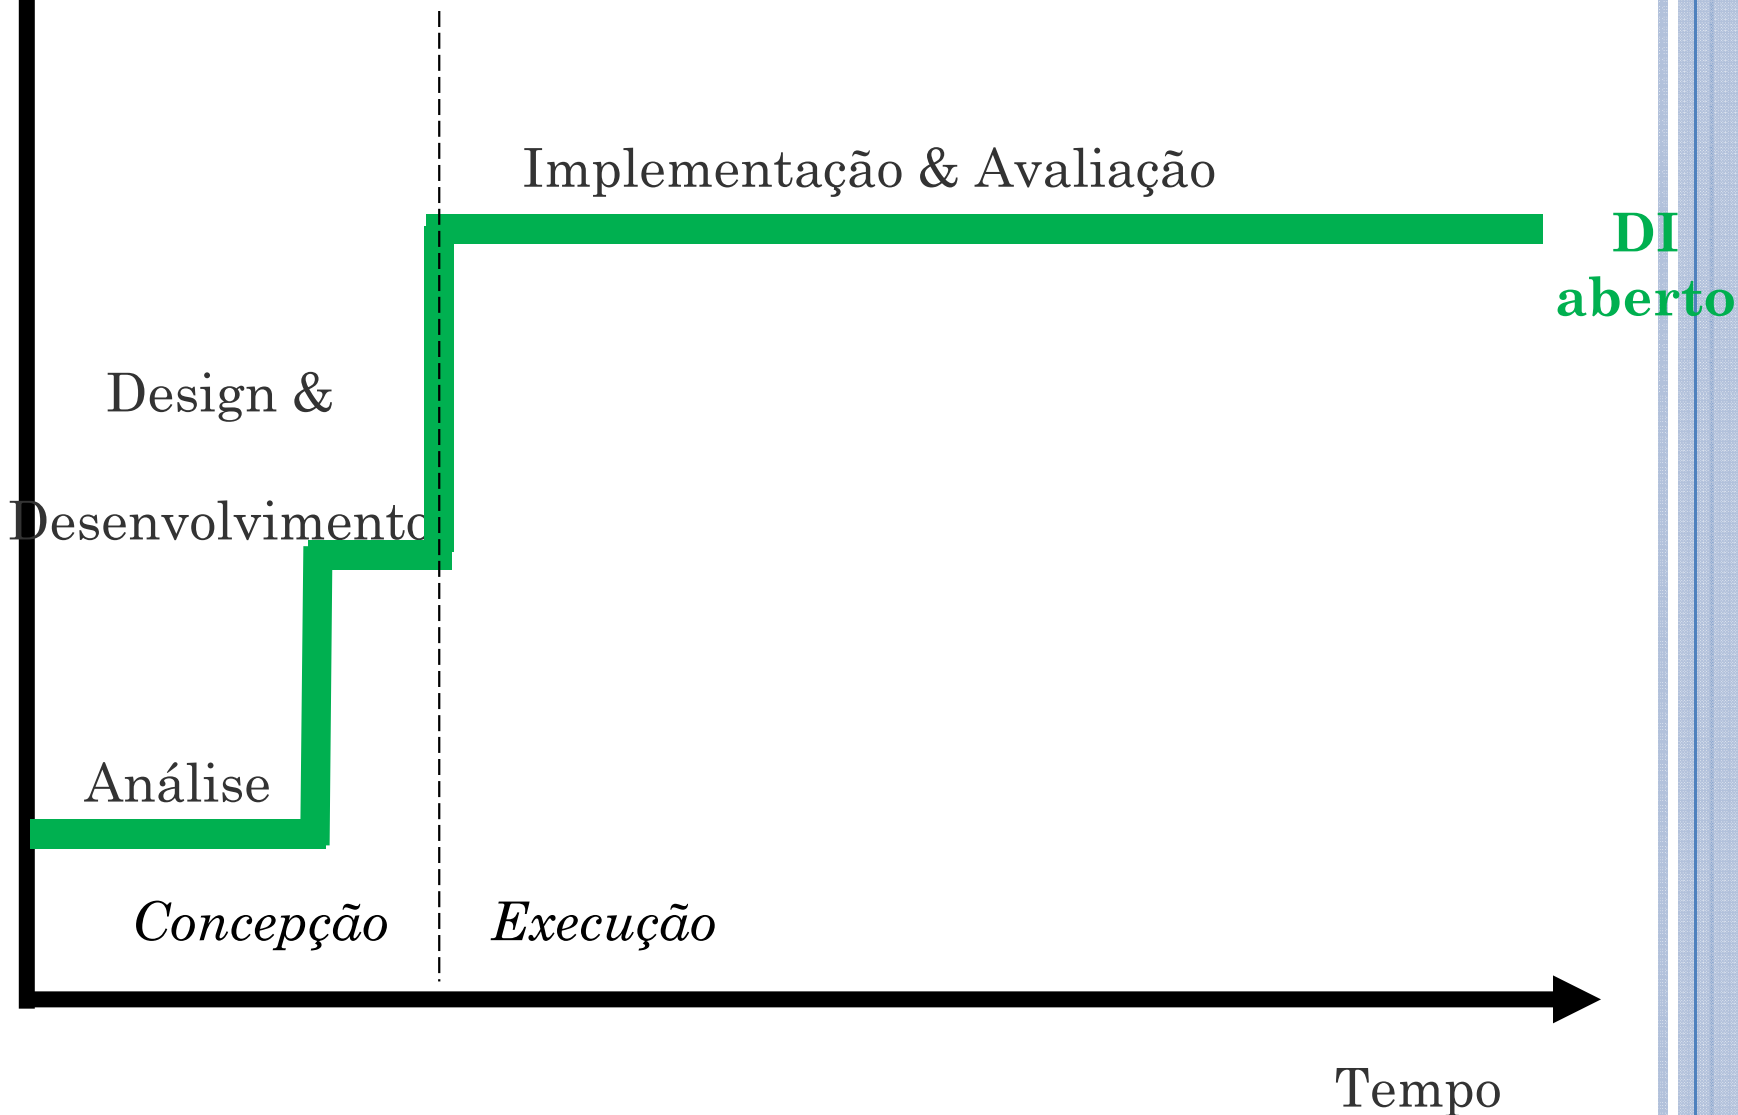 Implementação & Avaliação
DI
aberto
Design &
Desenvolvimento
Análise
Concepção
Execução
Tempo